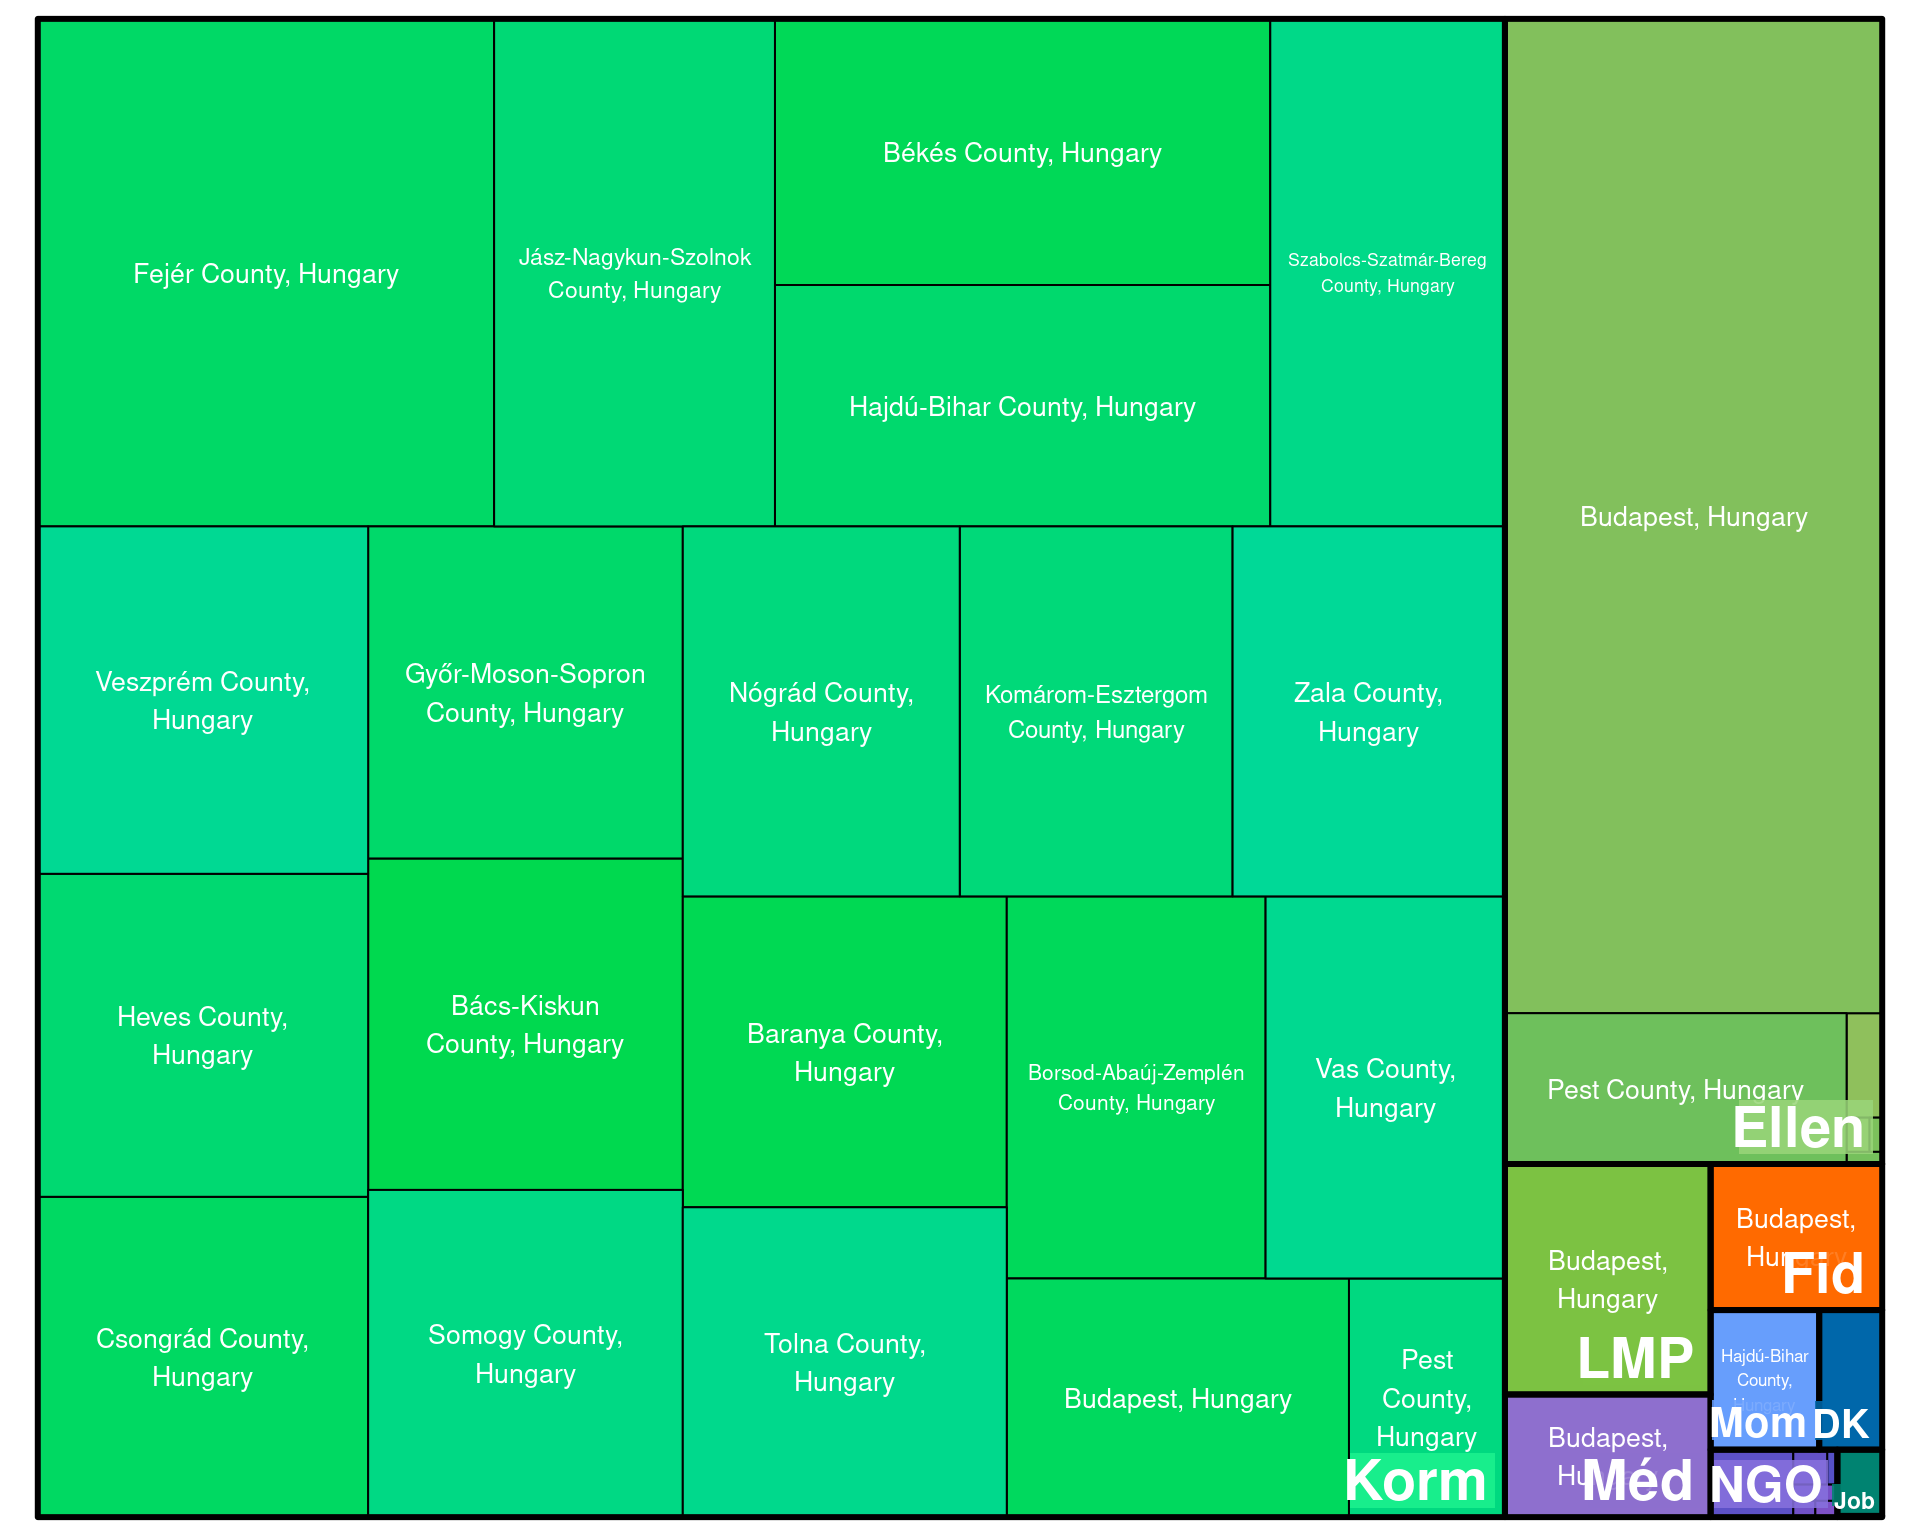 Fejér County, Hungary
Jász-Nagykun-Szolnok
County, Hungary
Békés County, Hungary
Hajdú-Bihar County, Hungary
Szabolcs-Szatmár-Bereg
County, Hungary
Veszprém County,
Hungary
Győr-Moson-Sopron
County, Hungary
Nógrád County,
Hungary
Komárom-Esztergom
County, Hungary
Zala County,
Hungary
Heves County,
Hungary
Bács-Kiskun
County, Hungary
Baranya County,
Hungary
Borsod-Abaúj-Zemplén
County, Hungary
Vas County,
Hungary
Csongrád County,
Hungary
Somogy County,
Hungary
Tolna County,
Hungary
Budapest, Hungary
Pest
County,
Hungary
Korm
Budapest, Hungary
Pest County, Hungary
Ellen
Budapest,
Hungary
LMP
Budapest,
Hungary
Fid
Hajdú-Bihar
County,
Hungary
Mom
DK
Budapest,
Hungary
Méd
NGO
Job